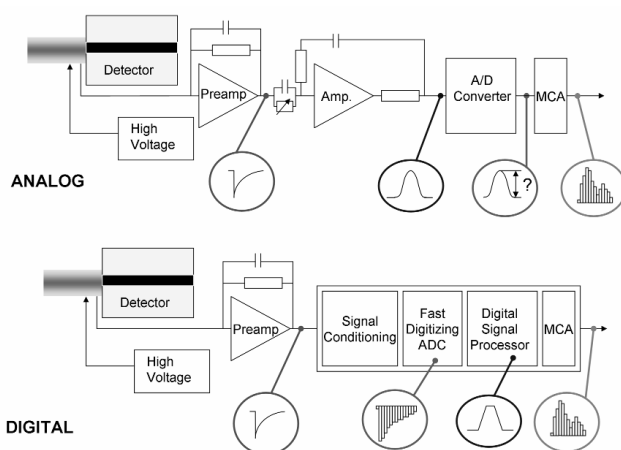 Detector
Preamp
Amp.
A/D
Converter
MCA
High
Voltage
?
ANALOG
Detector
Preamp
Signal
Conditioning
Fast
Digitizing
ADC
Digital
Signal
Processor
MCA
High
Voltage
DIGITAL